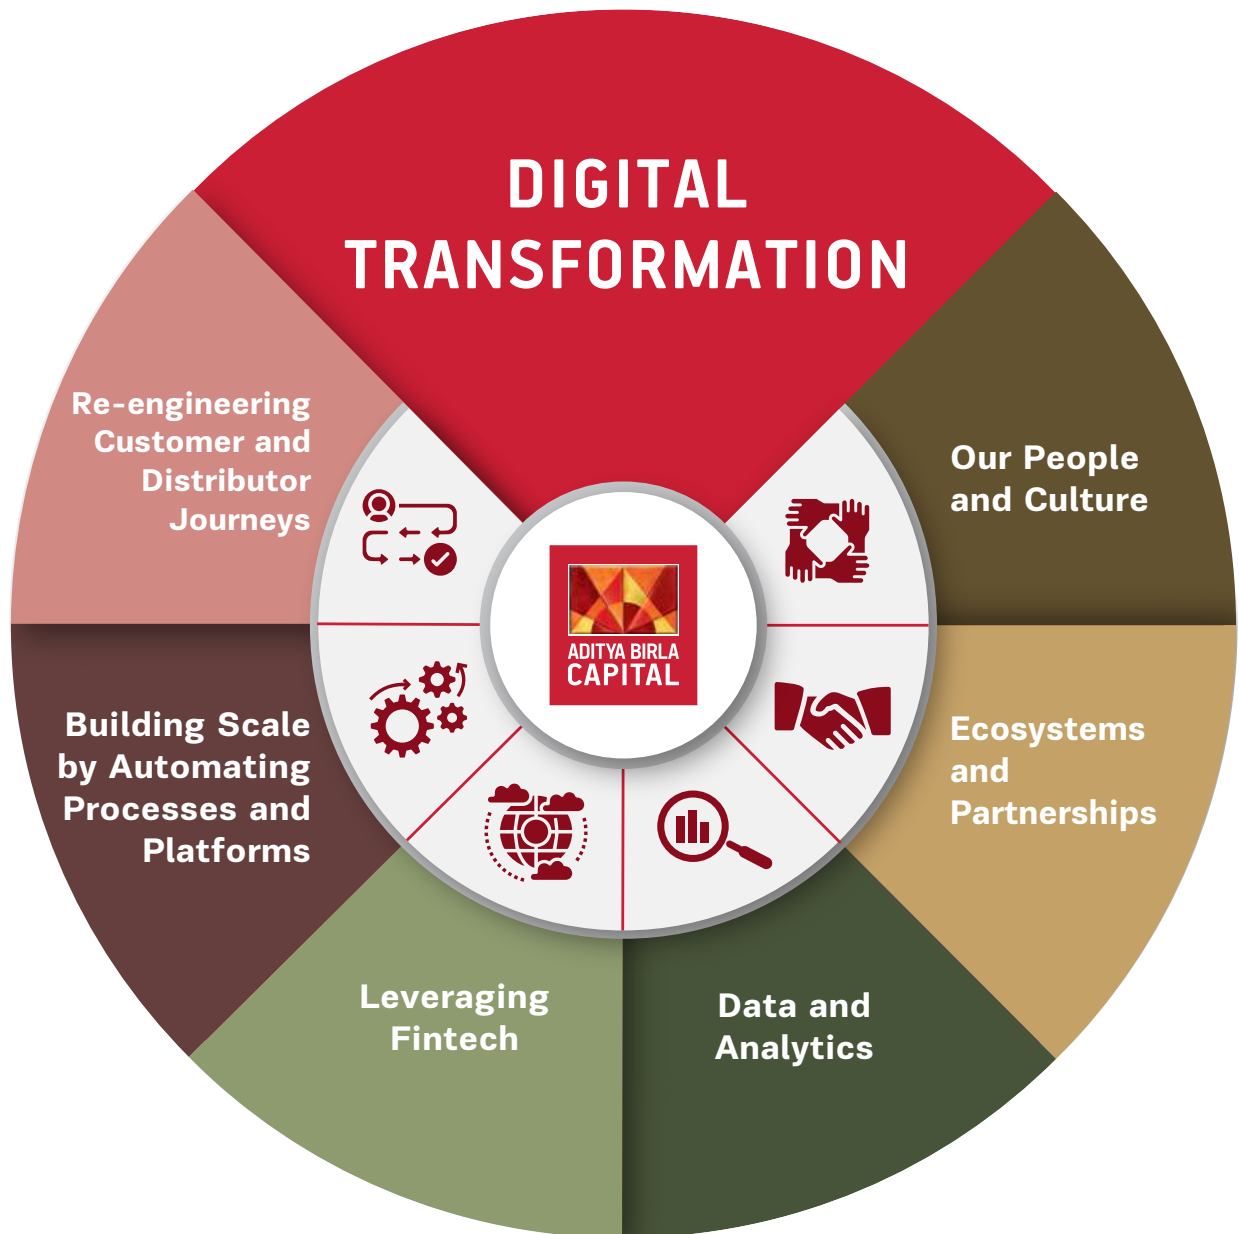 DIGITAL
TRANSFORMATION
Re-engineering
Customer and
Distributor
Journeys
Our People
and Culture
ADITYA BIRLA
CAPITAL
Building Scale
by Automating
Processes and
Platforms
Ecosystems
and
Partnerships
Leveraging
Fintech
Data and
Analytics